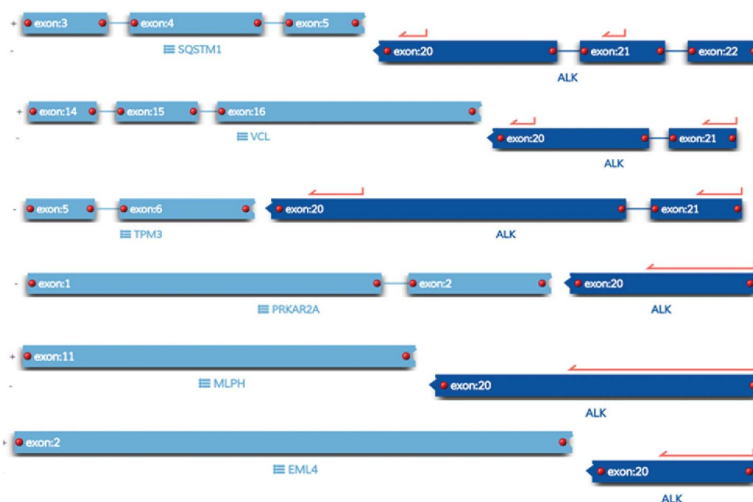 + exon:3 exon:4 exon:5
- exon:20 exon:21 exon:22
SQSTM1
ALK
+ exon:14 exon:15 exon:16
- exon:20 exon:21
VCL
ALK
- exon:5 exon:6 exon:20 exon:21
TPM3 ALK
- exon:1 exon:2 exon:20
PRKAR2A ALK
+ exon:11
- exon:20
MLPH
ALK
+ exon:2
- exon:20
EML4
ALK